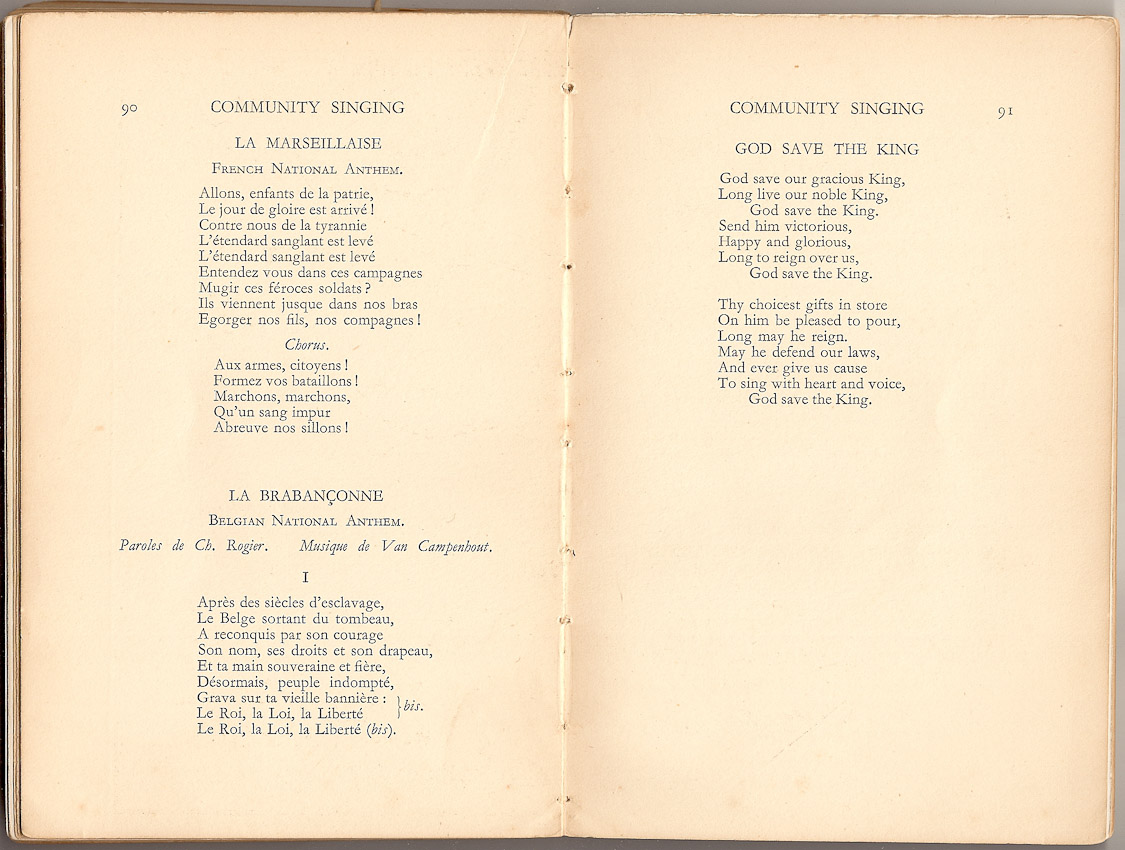 90 COMMUNITY SINGING
LA MARSEILLAISE
French National Anthem.
Allons, enfants de la patrie,
Le jour de gloire est arrivé !
Contre nous de la tyrannie
L'étendard sanglant est levé
L'étendard sanglant est levé
Entendez vous dans ces campagnes
Mugir ces féroces soldats ?
Ils viennent jusque dans nos bras
Egorger nos fils, nos compagnes !
Chorus.
Aux armes, citoyens !
Formez vos bataillons !
Marchons, marchons,
Qu'un sang impur
Abreuve nos sillons !
LA BRABANÇONNE
Belgian National Anthem.
Paroles de Ch. Rogier. Musique de Van Campenhout.
I
Après des siècles d'esclavage,
Le Belge sortant du tombeau,
A reconquis par son courage
Son nom, ses droits et son drapeau,
Et ta main souveraine et fière,
Désormais, peuple indompté,
Grava sur ta vieille bannière :
Le Roi, la Loi, la Liberté } bis.
Le Roi, la Loi, la Liberté (bis).
COMMUNITY SINGING 91
GOD SAVE THE KING
God save our gracious King,
Long live our noble King,
God save the King.
Send him victorious,
Happy and glorious,
Long to reign over us,
God save the King.
Thy choicest gifts in store
On him be pleased to pour,
Long may he reign.
May he defend our laws,
And ever give us cause
To sing with heart and voice,
God save the King.